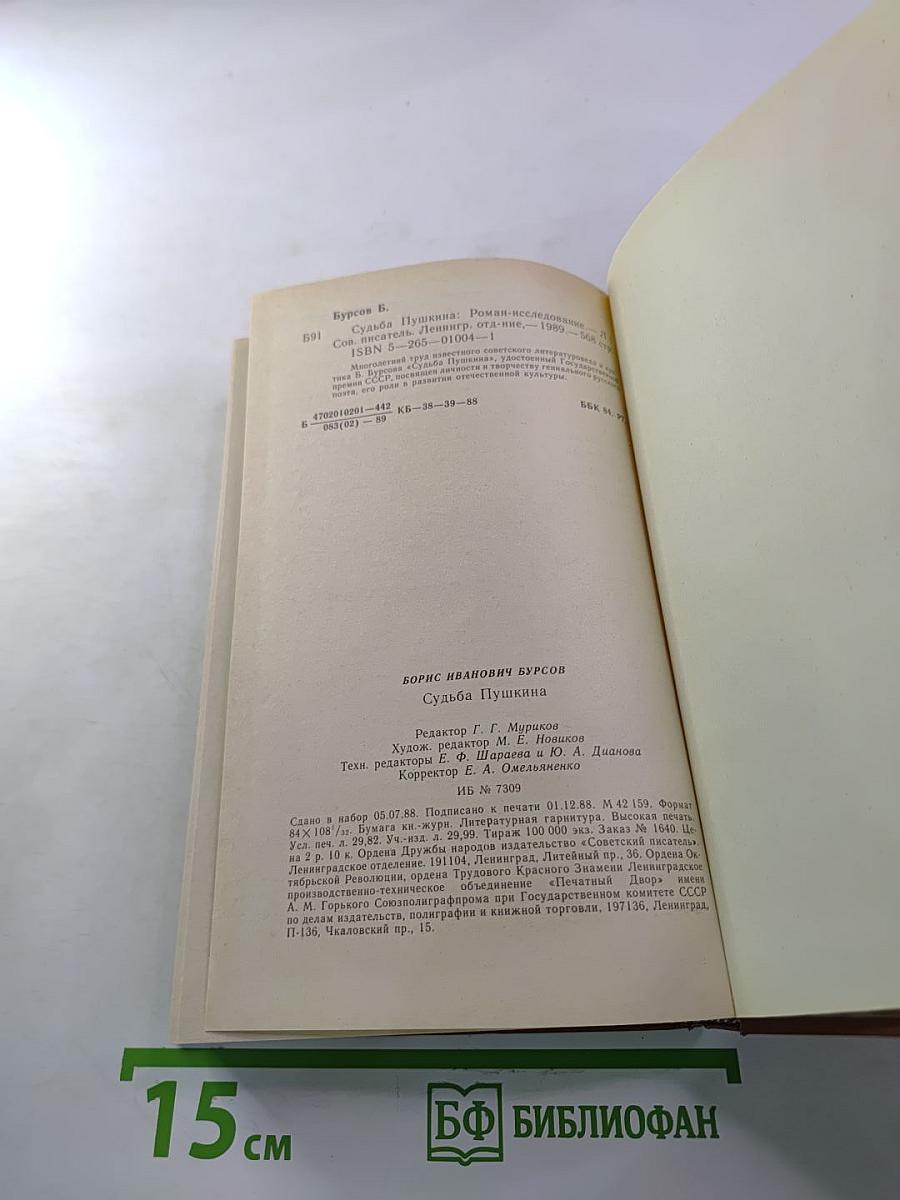 Бурсов Б.
Б91 Судьба Пушкина: Роман-исследование.— Л.
Сов. писатель. Ленингр. отд-ние,— 1989.— 568 стр.
ISBN 5—265—01004—1
Многолетний труд известного советского литературоведа и кри-
тика Б. Бурсова «Судьба Пушкина», удостоенный Государственной
премии СССР, посвящен личности и творчеству гениального русского
поэта, его роли в развитии отечественной культуры.
Б 4702010201—442 КБ—38—39—88
083(02) — 89
ББК 84. Р7
БОРИС ИВАНОВИЧ БУРСОВ
Судьба Пушкина
Редактор Г. Г. Муриков
Худож. редактор М. Е. Новиков
Техн. редакторы Е. Ф. Шараева и Ю. А. Дианова
Корректор Е. А. Омельяненко
ИБ № 7309
Сдано в набор 05.07.88. Подписано к печати 01.12.88. М 42 159. Формат
84×108¹/₃₂. Бумага кн.-журн. Литературная гарнитура. Высокая печать.
Усл. печ. л. 29,82. Уч.-изд. л. 29,99. Тираж 100 000 экз. Заказ № 1640. Це-
на 2 р. 10 к. Ордена Дружбы народов издательство «Советский писатель».
Ленинградское отделение. 191104, Ленинград, Литейный пр., 36. Ордена Ок-
тябрьской Революции, ордена Трудового Красного Знамени Ленинградское
производственно-техническое объединение «Печатный Двор» имени
А. М. Горького Союзполиграфпрома при Государственном комитете СССР
по делам издательств, полиграфии и книжной торговли, 197136, Ленинград,
П-136, Чкаловский пр., 15.
15 см
БФ БИБЛИОФАН